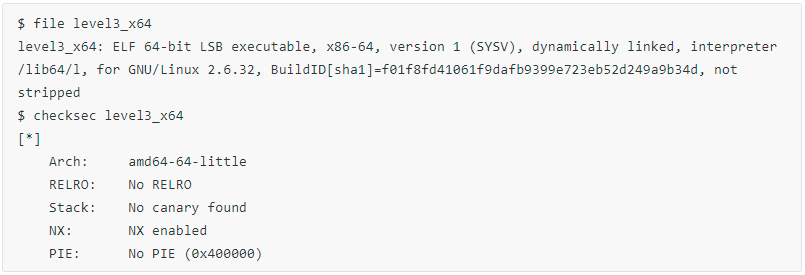 $ file level3_x64
level3_x64: ELF 64-bit LSB executable, x86-64, version 1 (SYSV), dynamically linked, interpreter
/lib64/l, for GNU/Linux 2.6.32, BuildID[sha1]=f01f8fd41061f9dafb9399e723eb52d249a9b34d, not
stripped
$ checksec level3_x64
[*]
    Arch:     amd64-64-little
    RELRO:    No RELRO
    Stack:    No canary found
    NX:       NX enabled
    PIE:      No PIE (0x400000)